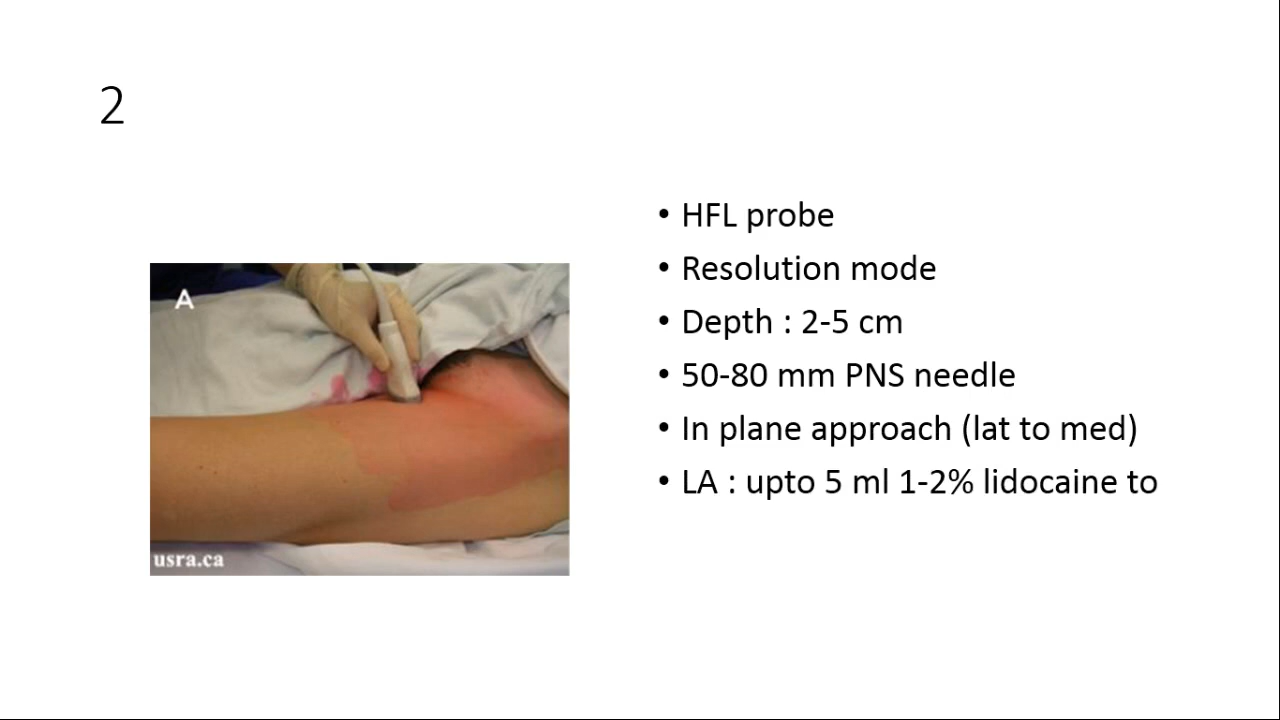 2
• HFL probe
• Resolution mode
• Depth : 2-5 cm
• 50-80 mm PNS needle
• In plane approach (lat to med)
• LA : upto 5 ml 1-2% lidocaine to
A
usra.ca